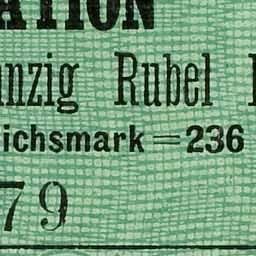 ATION
nzig Rubel
ichsmark = 236
79